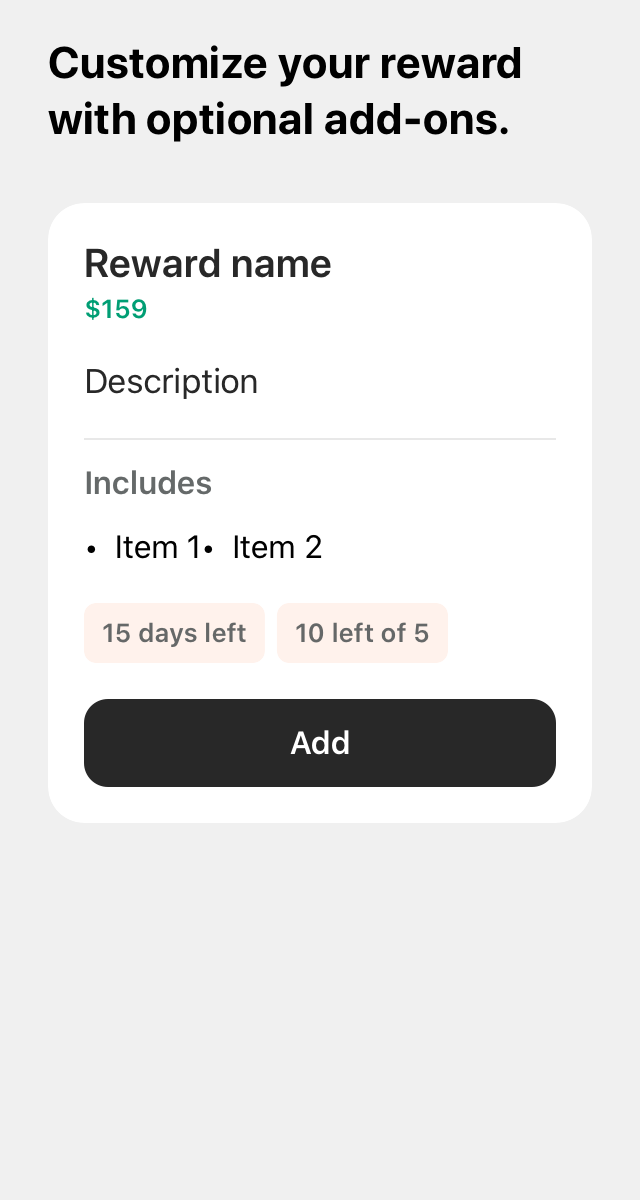 Customize your reward
with optional add-ons.
Reward name
$159
Description
Includes
• Item 1• Item 2
15 days left 10 left of 5
Add